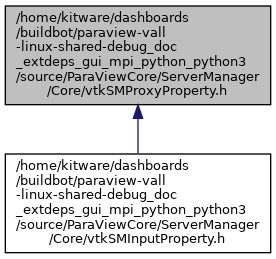 /home/kitware/dashboards
/buildbot/paraview-vall
-linux-shared-debug_doc
_extdeps_gui_mpi_python_python3
/source/ParaViewCore/ServerManager
/Core/vtkSMProxyProperty.h
/home/kitware/dashboards
/buildbot/paraview-vall
-linux-shared-debug_doc
_extdeps_gui_mpi_python_python3
/source/ParaViewCore/ServerManager
/Core/vtkSMInputProperty.h